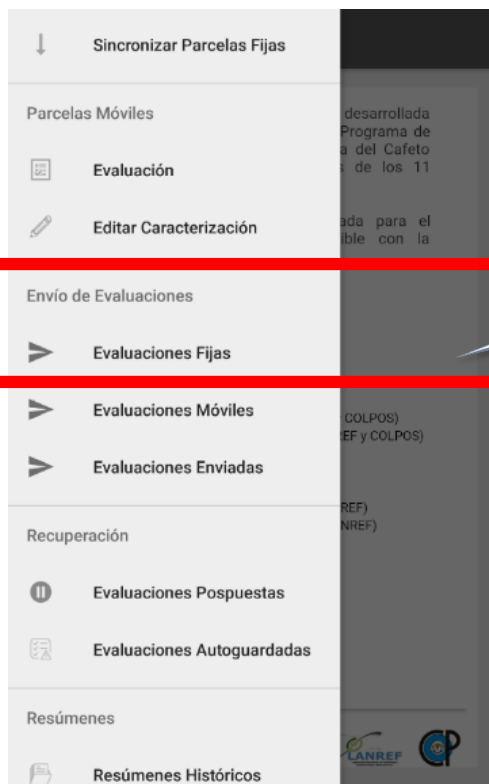 Sincronizar Parcelas Fijas
Parcelas Móviles
Evaluación
Editar Caracterización
Envío de Evaluaciones
Evaluaciones Fijas
Evaluaciones Móviles
Evaluaciones Enviadas
Recuperación
Evaluaciones Pospuestas
Evaluaciones Autoguardadas
Resúmenes
Resúmenes Históricos
desarrollada
Programa de
a del Cafeto
de los 11
ada para el
ible con la
COLPOS)
EF y COLPOS)
REF)
NREF)
LANREF
CP